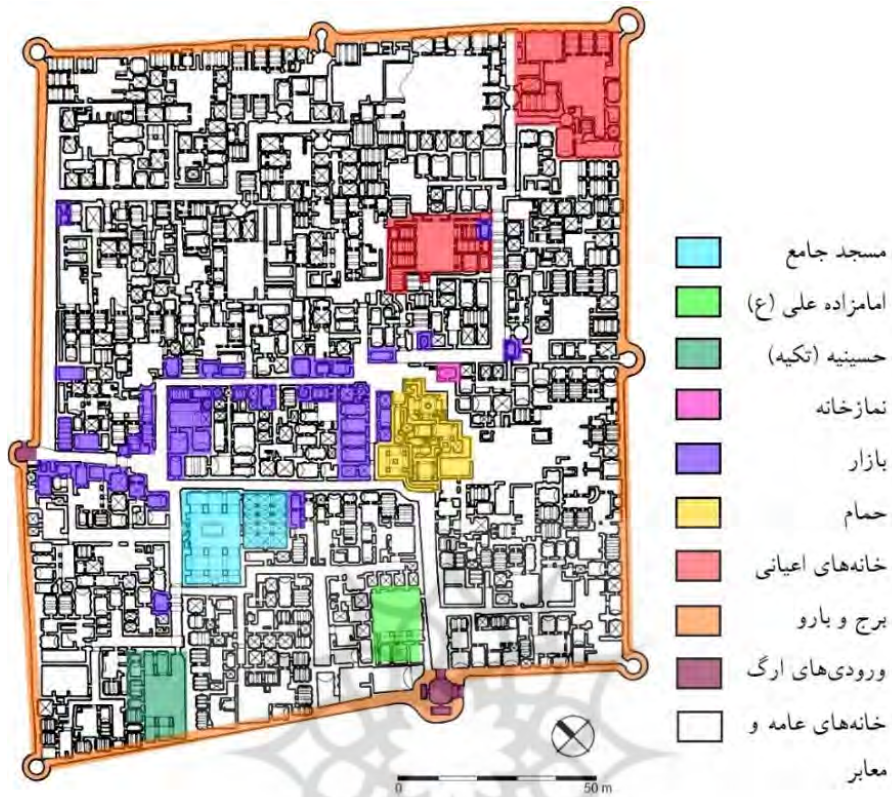 مسجد جامع
امامزاده علی (ع)
حسینیه (تکیه)
نمازخانه
بازار
حمام
خانه‌های اعیانی
برج و بارو
ورودی‌های ارگ
خانه‌های عامه و
معابر
0 50 m